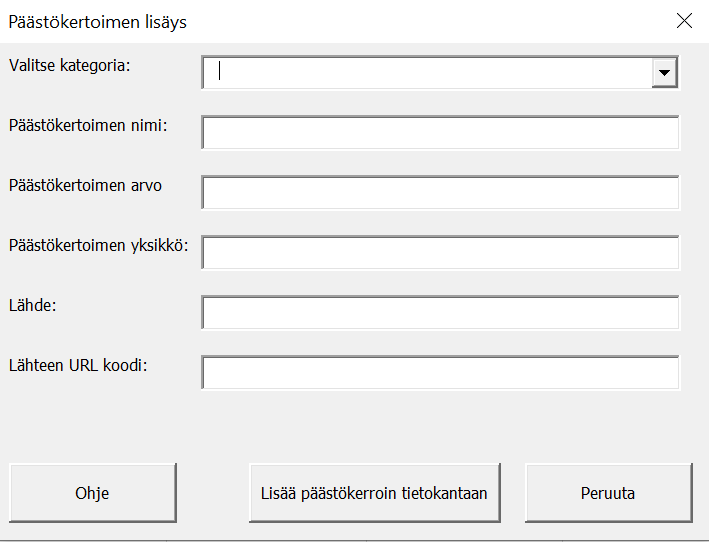 Päästökertoimen lisäys
Valitse kategoria:
Päästökertoimen nimi:
Päästökertoimen arvo
Päästökertoimen yksikkö:
Lähde:
Lähteen URL koodi:
Ohje
Lisää päästökerroin tietokantaan
Peruuta